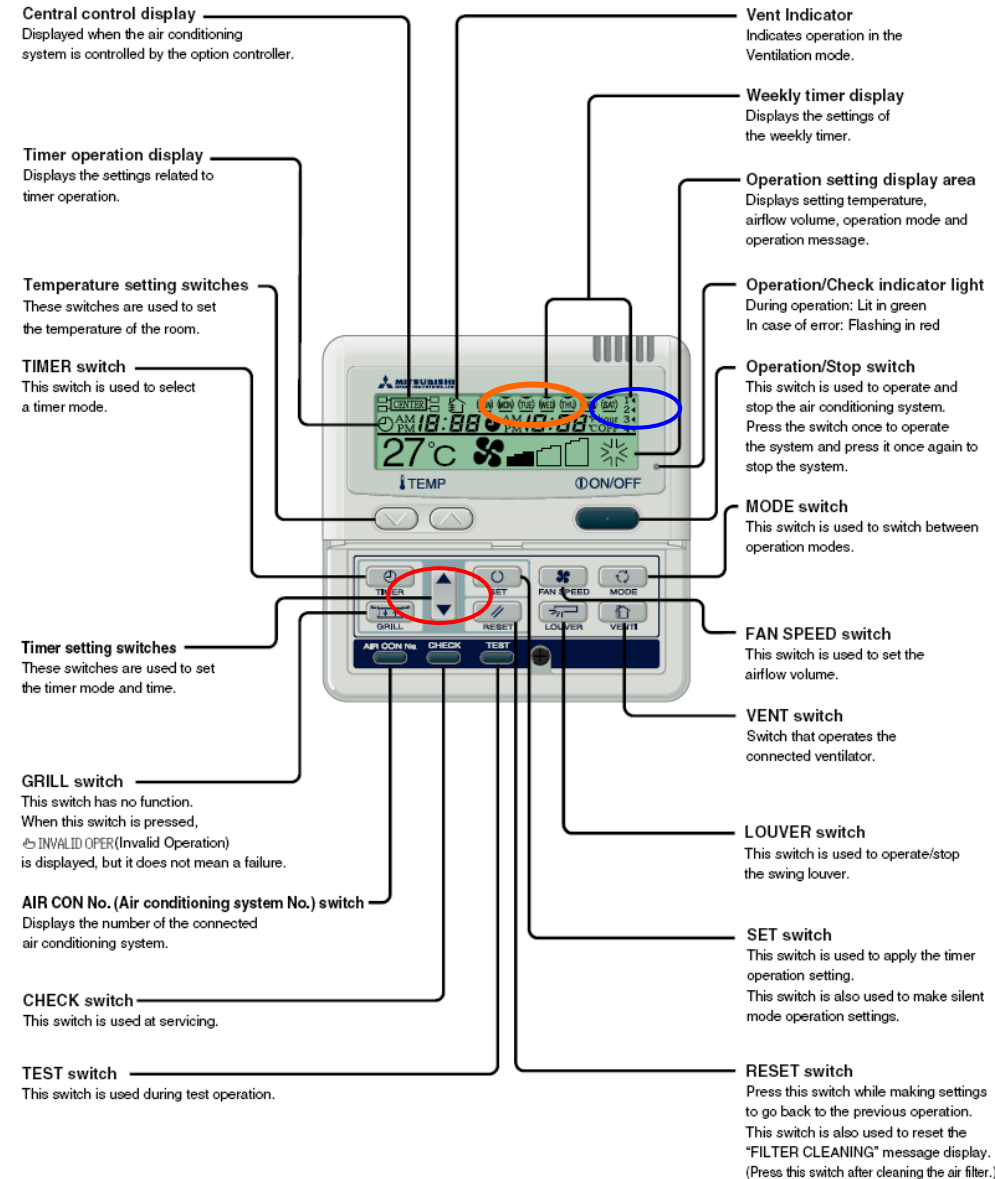 Central control display
Displayed when the air conditioning
system is controlled by the option controller.
Timer operation display
Displays the settings related to
timer operation.
Temperature setting switches
These switches are used to set
the temperature of the room.
TIMER switch
This switch is used to select
a timer mode.
Timer setting switches
These switches are used to set
the timer mode and time.
GRILL switch
This switch has no function.
When this switch is pressed,
INVALID OPER(Invalid Operation)
is displayed, but it does not mean a failure.
AIR CON No. (Air conditioning system No.) switch
Displays the number of the connected
air conditioning system.
CHECK switch
This switch is used at servicing.
TEST switch
This switch is used during test operation.
MITSUBISHI
CENTER MON TUE WED THU SAT 1
2
AM 18:88 AM 18:88 3
PM PM °C OFF 4
27°C
TEMP ON/OFF
TIMER SET FAN SPEED MODE
GRILL RESET LOUVER VENTI
AIR CON No. CHECK TEST
Vent Indicator
Indicates operation in the
Ventilation mode.
Weekly timer display
Displays the settings of
the weekly timer.
Operation setting display area
Displays setting temperature,
airflow volume, operation mode and
operation message.
Operation/Check indicator light
During operation: Lit in green
In case of error: Flashing in red
Operation/Stop switch
This switch is used to operate and
stop the air conditioning system.
Press the switch once to operate
the system and press it once again to
stop the system.
MODE switch
This switch is used to switch between
operation modes.
FAN SPEED switch
This switch is used to set the
airflow volume.
VENT switch
Switch that operates the
connected ventilator.
LOUVER switch
This switch is used to operate/stop
the swing louver.
SET switch
This switch is used to apply the timer
operation setting.
This switch is also used to make silent
mode operation settings.
RESET switch
Press this switch while making settings
to go back to the previous operation.
This switch is also used to reset the
“FILTER CLEANING” message display.
(Press this switch after cleaning the air filter.)